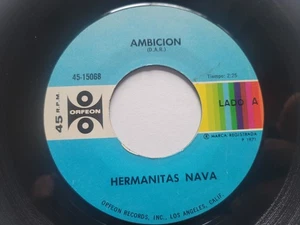 AMBICION
(D.A.R.)
45-15088
Tiempo: 2:25
45 R.P.M.
ORFEON
LADO A
MARCA REGISTRADA
HERMANITAS NAVA
ORFEON RECORDS, INC., LOS ANGELES, CALIF.